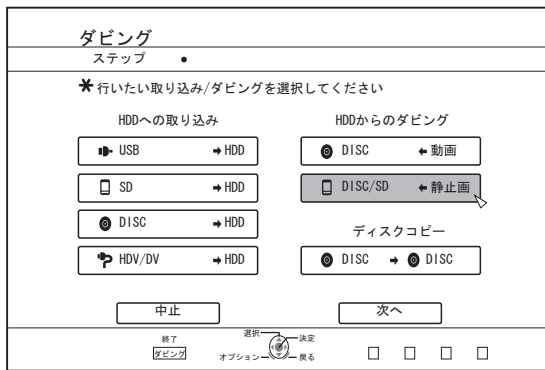 ダビング
ステップ
行いたい取り込み/ダビングを選択してください
HDDへの取り込み
USB ➡ HDD
SD ➡ HDD
DISC ➡ HDD
HDV/DV ➡ HDD
HDDからのダビング
DISC ⬅ 動画
DISC/SD ⬅ 静止画
ディスクコピー
DISC ➡ DISC
中止
次へ
終了
ダビング
選択
決定
オプション
戻る